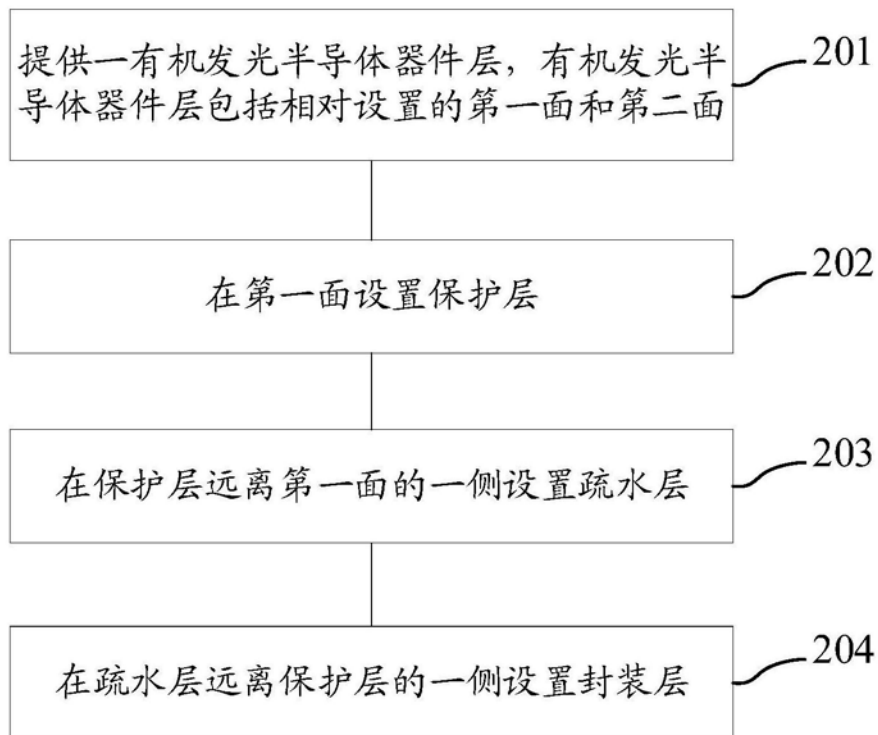 提供一有机发光半导体器件层，有机发光半
导体器件层包括相对设置的第一面和第二面
201
在第一面设置保护层
202
在保护层远离第一面的一侧设置疏水层
203
在疏水层远离保护层的一侧设置封装层
204